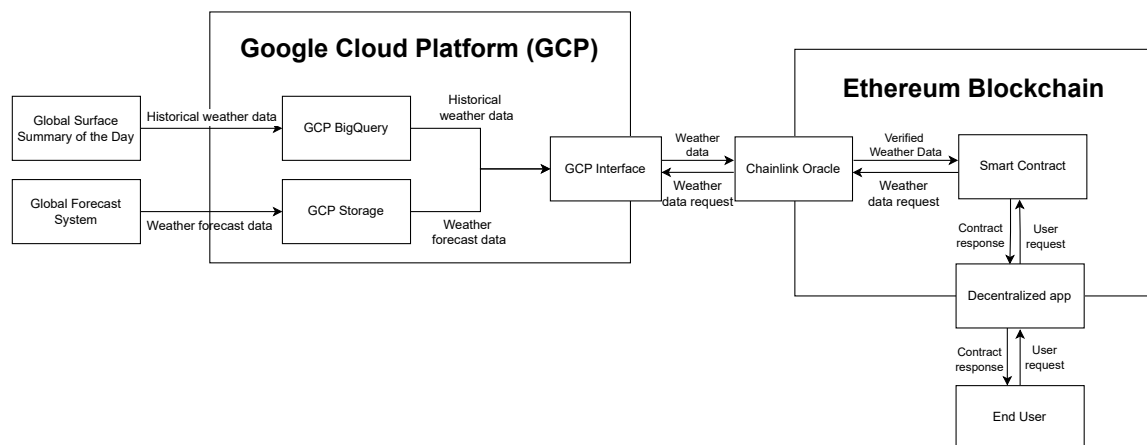 Google Cloud Platform (GCP)
Ethereum Blockchain
Global Surface
Summary of the Day
Historical weather data
GCP BigQuery
Historical
weather data
Global Forecast
System
Weather forecast data
GCP Storage
Weather
forecast data
GCP Interface
Weather
data
Weather
data request
Chainlink Oracle
Verified
Weather Data
Weather
data request
Smart Contract
Contract
response
User
request
Decentralized app
Contract
response
User
request
End User